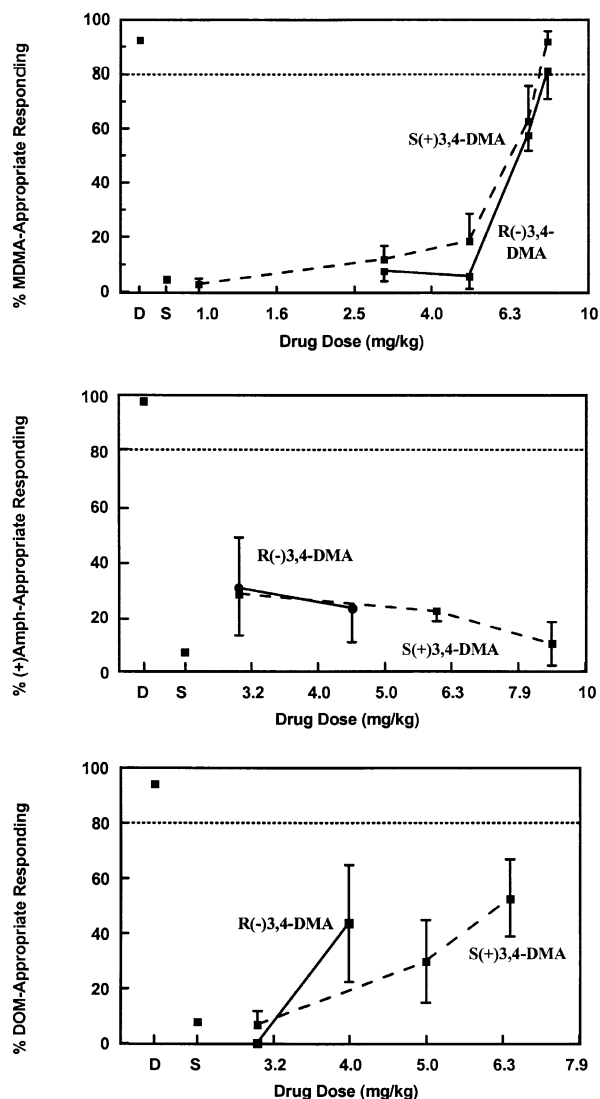 100
80
60
40
20
0
% MDMA-Appropriate Responding
S(+)3,4-DMA
R(-)3,4-
DMA
D S 1.0 1.6 2.5 4.0 6.3 10
Drug Dose (mg/kg)
100
80
60
40
20
0
% (+)Amph-Appropriate Responding
R(-)3,4-DMA
S(+)3,4-DMA
D S 3.2 4.0 5.0 6.3 7.9 10
Drug Dose (mg/kg)
100
80
60
40
20
0
% DOM-Appropriate Responding
R(-)3,4-DMA
S(+)3,4-DMA
D S 3.2 4.0 5.0 6.3 7.9
Drug Dose (mg/kg)